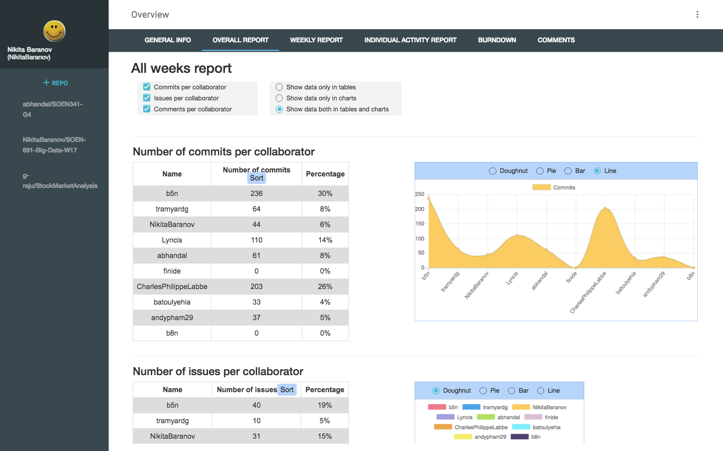 Overview
Nikita Baranov
(NikitaBaranov)
+ REPO
abhandal/SOEN341-
G4
NikitaBaranov/SOEN-
691-Big-Data-W17
g-
raju/StockMarketAnalysis
GENERAL INFO OVERALL REPORT WEEKLY REPORT INDIVIDUAL ACTIVITY REPORT BURNDOWN COMMENTS
All weeks report
Commits per collaborator
Issues per collaborator
Comments per collaborator
Show data only in tables
Show data only in charts
Show data both in tables and charts
Number of commits per collaborator
Name Number of commits Sort Percentage
b5n 236 30%
tramyardg 64 8%
NikitaBaranov 44 6%
Lyncis 110 14%
abhandal 61 8%
finide 0 0%
CharlesPhilippeLabbe 203 26%
batoulyehia 33 4%
andypham29 37 5%
b8n 0 0%
Doughnut Pie Bar Line
Commits
250
200
150
100
50
0
b5n tramyardg NikitaBaranov Lyncis abhandal finide CharlesPhilippeLabbe batoulyehia andypham29 b8n
Number of issues per collaborator
Name Number of issues Sort Percentage
b5n 40 19%
tramyardg 10 5%
NikitaBaranov 31 15%
Doughnut Pie Bar Line
b5n tramyardg NikitaBaranov
Lyncis abhandal finide
CharlesPhilippeLabbe batoulyehia
andypham29 b8n